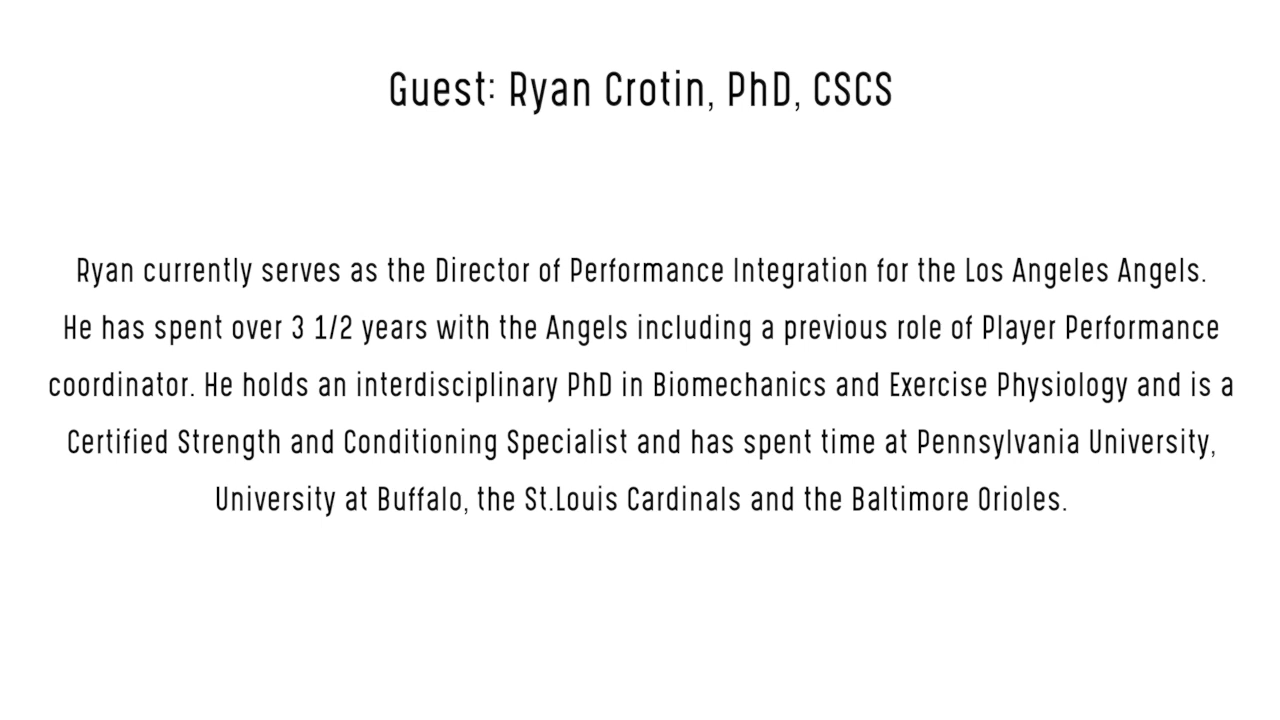 Guest: Ryan Crotin, PhD, CSCS
Ryan currently serves as the Director of Performance Integration for the Los Angeles Angels.
He has spent over 3 1/2 years with the Angels including a previous role of Player Performance
coordinator. He holds an interdisciplinary PhD in Biomechanics and Exercise Physiology and is a
Certified Strength and Conditioning Specialist and has spent time at Pennsylvania University,
University at Buffalo, the St.Louis Cardinals and the Baltimore Orioles.